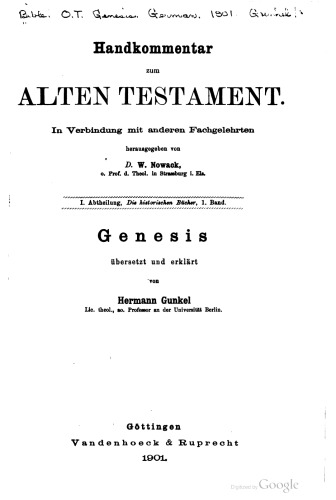 Bible. O.T. Genesis. German. 1901. Gunkel
Handkommentar
zum
ALTEN TESTAMENT.
In Verbindung mit anderen Fachgelehrten
herausgegeben von
D. W. Nowack,
o. Prof. d. Theol. in Strassburg i. Els.
I. Abtheilung, Die historischen Bücher, 1. Band.
Genesis
übersetzt und erklärt
von
Hermann Gunkel
Lic. theol., ao. Professor an der Universität Berlin.
Göttingen
Vandenhoeck & Ruprecht
1901.
Digitized by Google